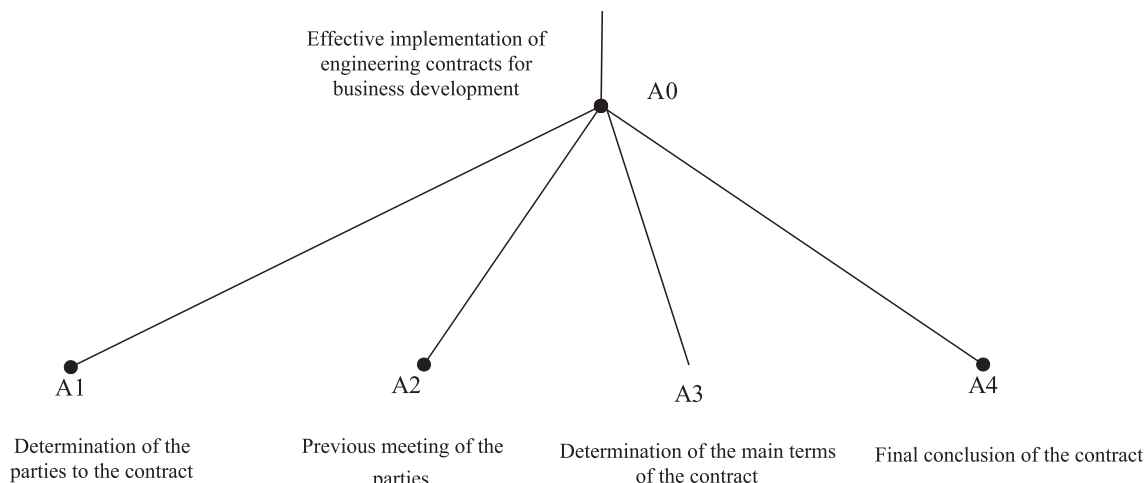 Effective implementation of
engineering contracts for
business development
A0
A1
A2
A3
A4
Determination of the
parties to the contract
Previous meeting of the
parties
Determination of the main terms
of the contract
Final conclusion of the contract